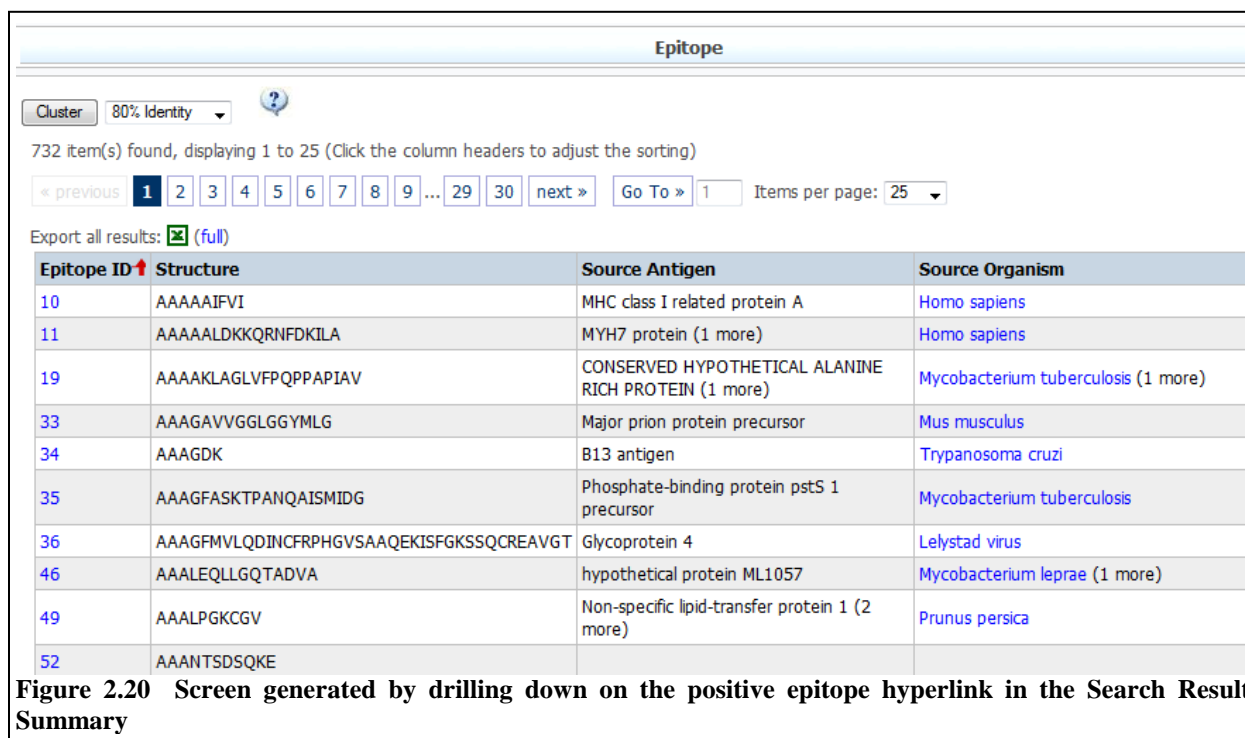 Epitope
Cluster 80% Identity ?
732 item(s) found, displaying 1 to 25 (Click the column headers to adjust the sorting)
« previous 1 2 3 4 5 6 7 8 9 ... 29 30 next » Go To » 1 Items per page: 25
Export all results: (full)
Epitope ID Structure Source Antigen Source Organism
10 AAAAAIFVI MHC class I related protein A Homo sapiens
11 AAAAALDKKQRNFDKILA MYH7 protein (1 more) Homo sapiens
19 AAAAKLAGLVFPQPPAPIAV CONSERVED HYPOTHETICAL ALANINE
RICH PROTEIN (1 more) Mycobacterium tuberculosis (1 more)
33 AAAGAVVGGLGGYMLG Major prion protein precursor Mus musculus
34 AAAGDK B13 antigen Trypanosoma cruzi
35 AAAGFASKTPANQAISMIDG Phosphate-binding protein pstS 1
precursor Mycobacterium tuberculosis
36 AAAGFMVLQDINCFRPHGVSAAQEKISFGKSSQCREAVGT Glycoprotein 4 Lelystad virus
46 AAALEQLLGQTADVA hypothetical protein ML1057 Mycobacterium leprae (1 more)
49 AAALPGKCGV Non-specific lipid-transfer protein 1 (2
more) Prunus persica
52 AAANTSDSQKE
Figure 2.20 Screen generated by drilling down on the positive epitope hyperlink in the Search Result
Summary